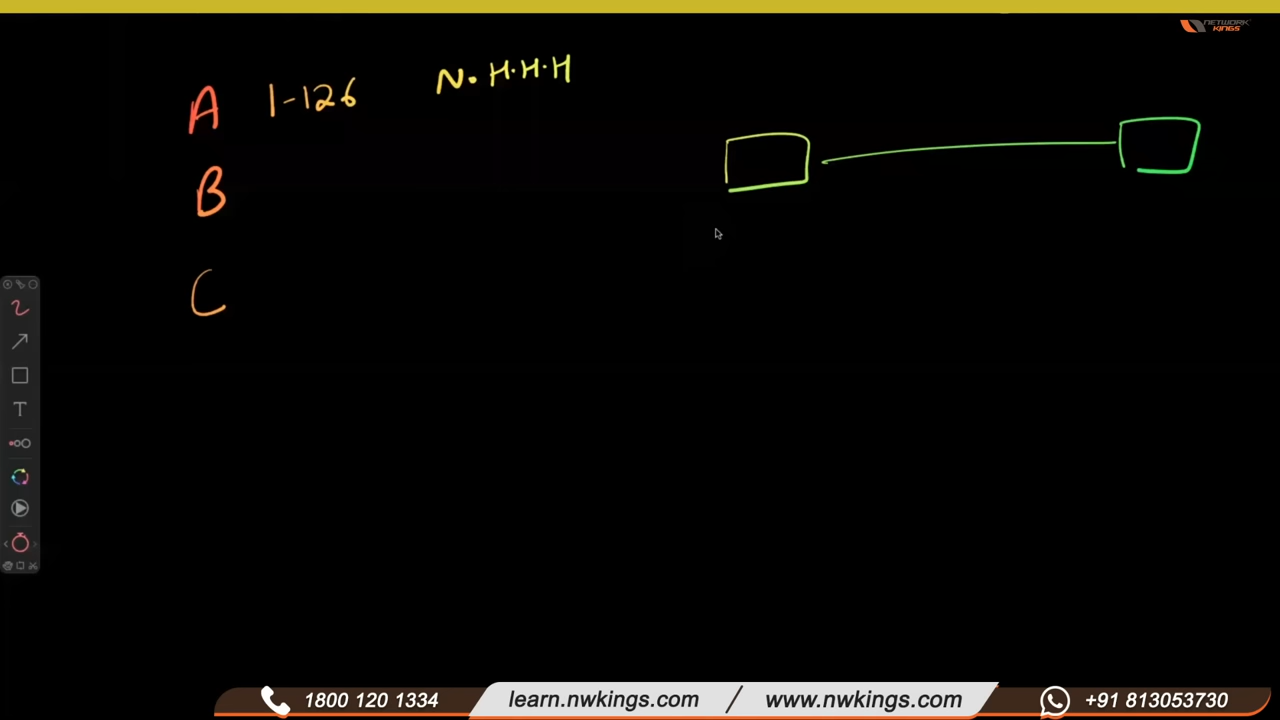 NETWORK
KINGS
A 1-126 N.H.H.H
B
C
T
1800 120 1334 learn.nwkings.com / www.nwkings.com +91 813053730